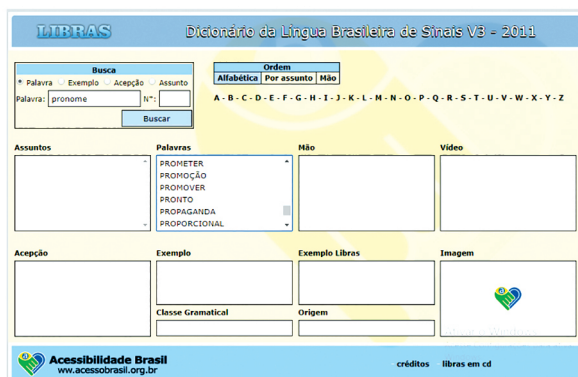 LIBRAS Dicionário da Língua Brasileira de Sinais V3 - 2011
Busca
Palavra Exemplo Acepção Assunto
Palavra: pronome N°:
Buscar
Ordem
Alfabética Por assunto Mão
A - B - C - D - E - F - G - H - I - J - K - L - M - N - O - P - Q - R - S - T - U - V - W - X - Y - Z
Assuntos Palavras Mão Vídeo
PROMETER
PROMOÇÃO
PROMOVER
PRONTO
PROPAGANDA
PROPORCIONAL
Acepção Exemplo Exemplo Libras Imagem
Classe Gramatical Origem
Acessibilidade Brasil
www.acessobrasil.org.br
créditos libras em cd